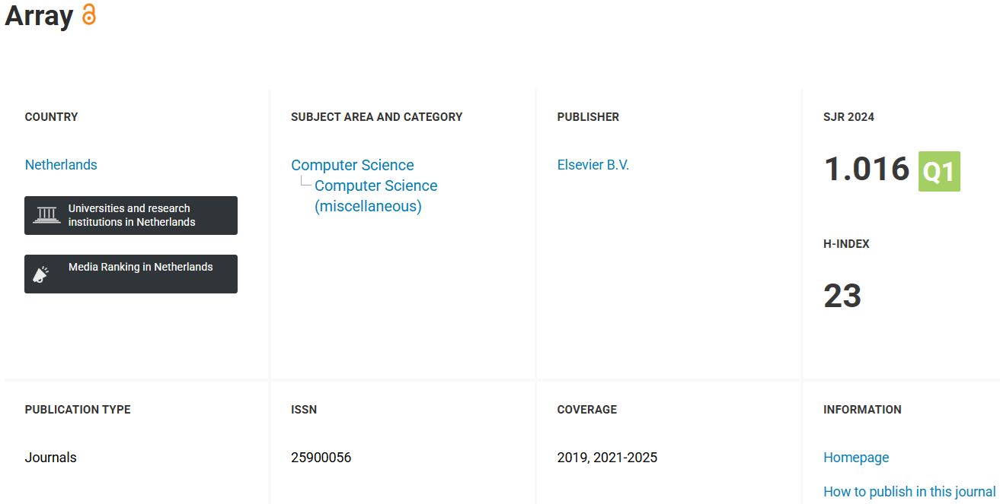 Array
COUNTRY
Netherlands
Universities and research
institutions in Netherlands
Media Ranking in Netherlands
SUBJECT AREA AND CATEGORY
Computer Science
Computer Science
(miscellaneous)
PUBLISHER
Elsevier B.V.
SJR 2024
1.016 Q1
H-INDEX
23
PUBLICATION TYPE
Journals
ISSN
25900056
COVERAGE
2019, 2021-2025
INFORMATION
Homepage
How to publish in this journal